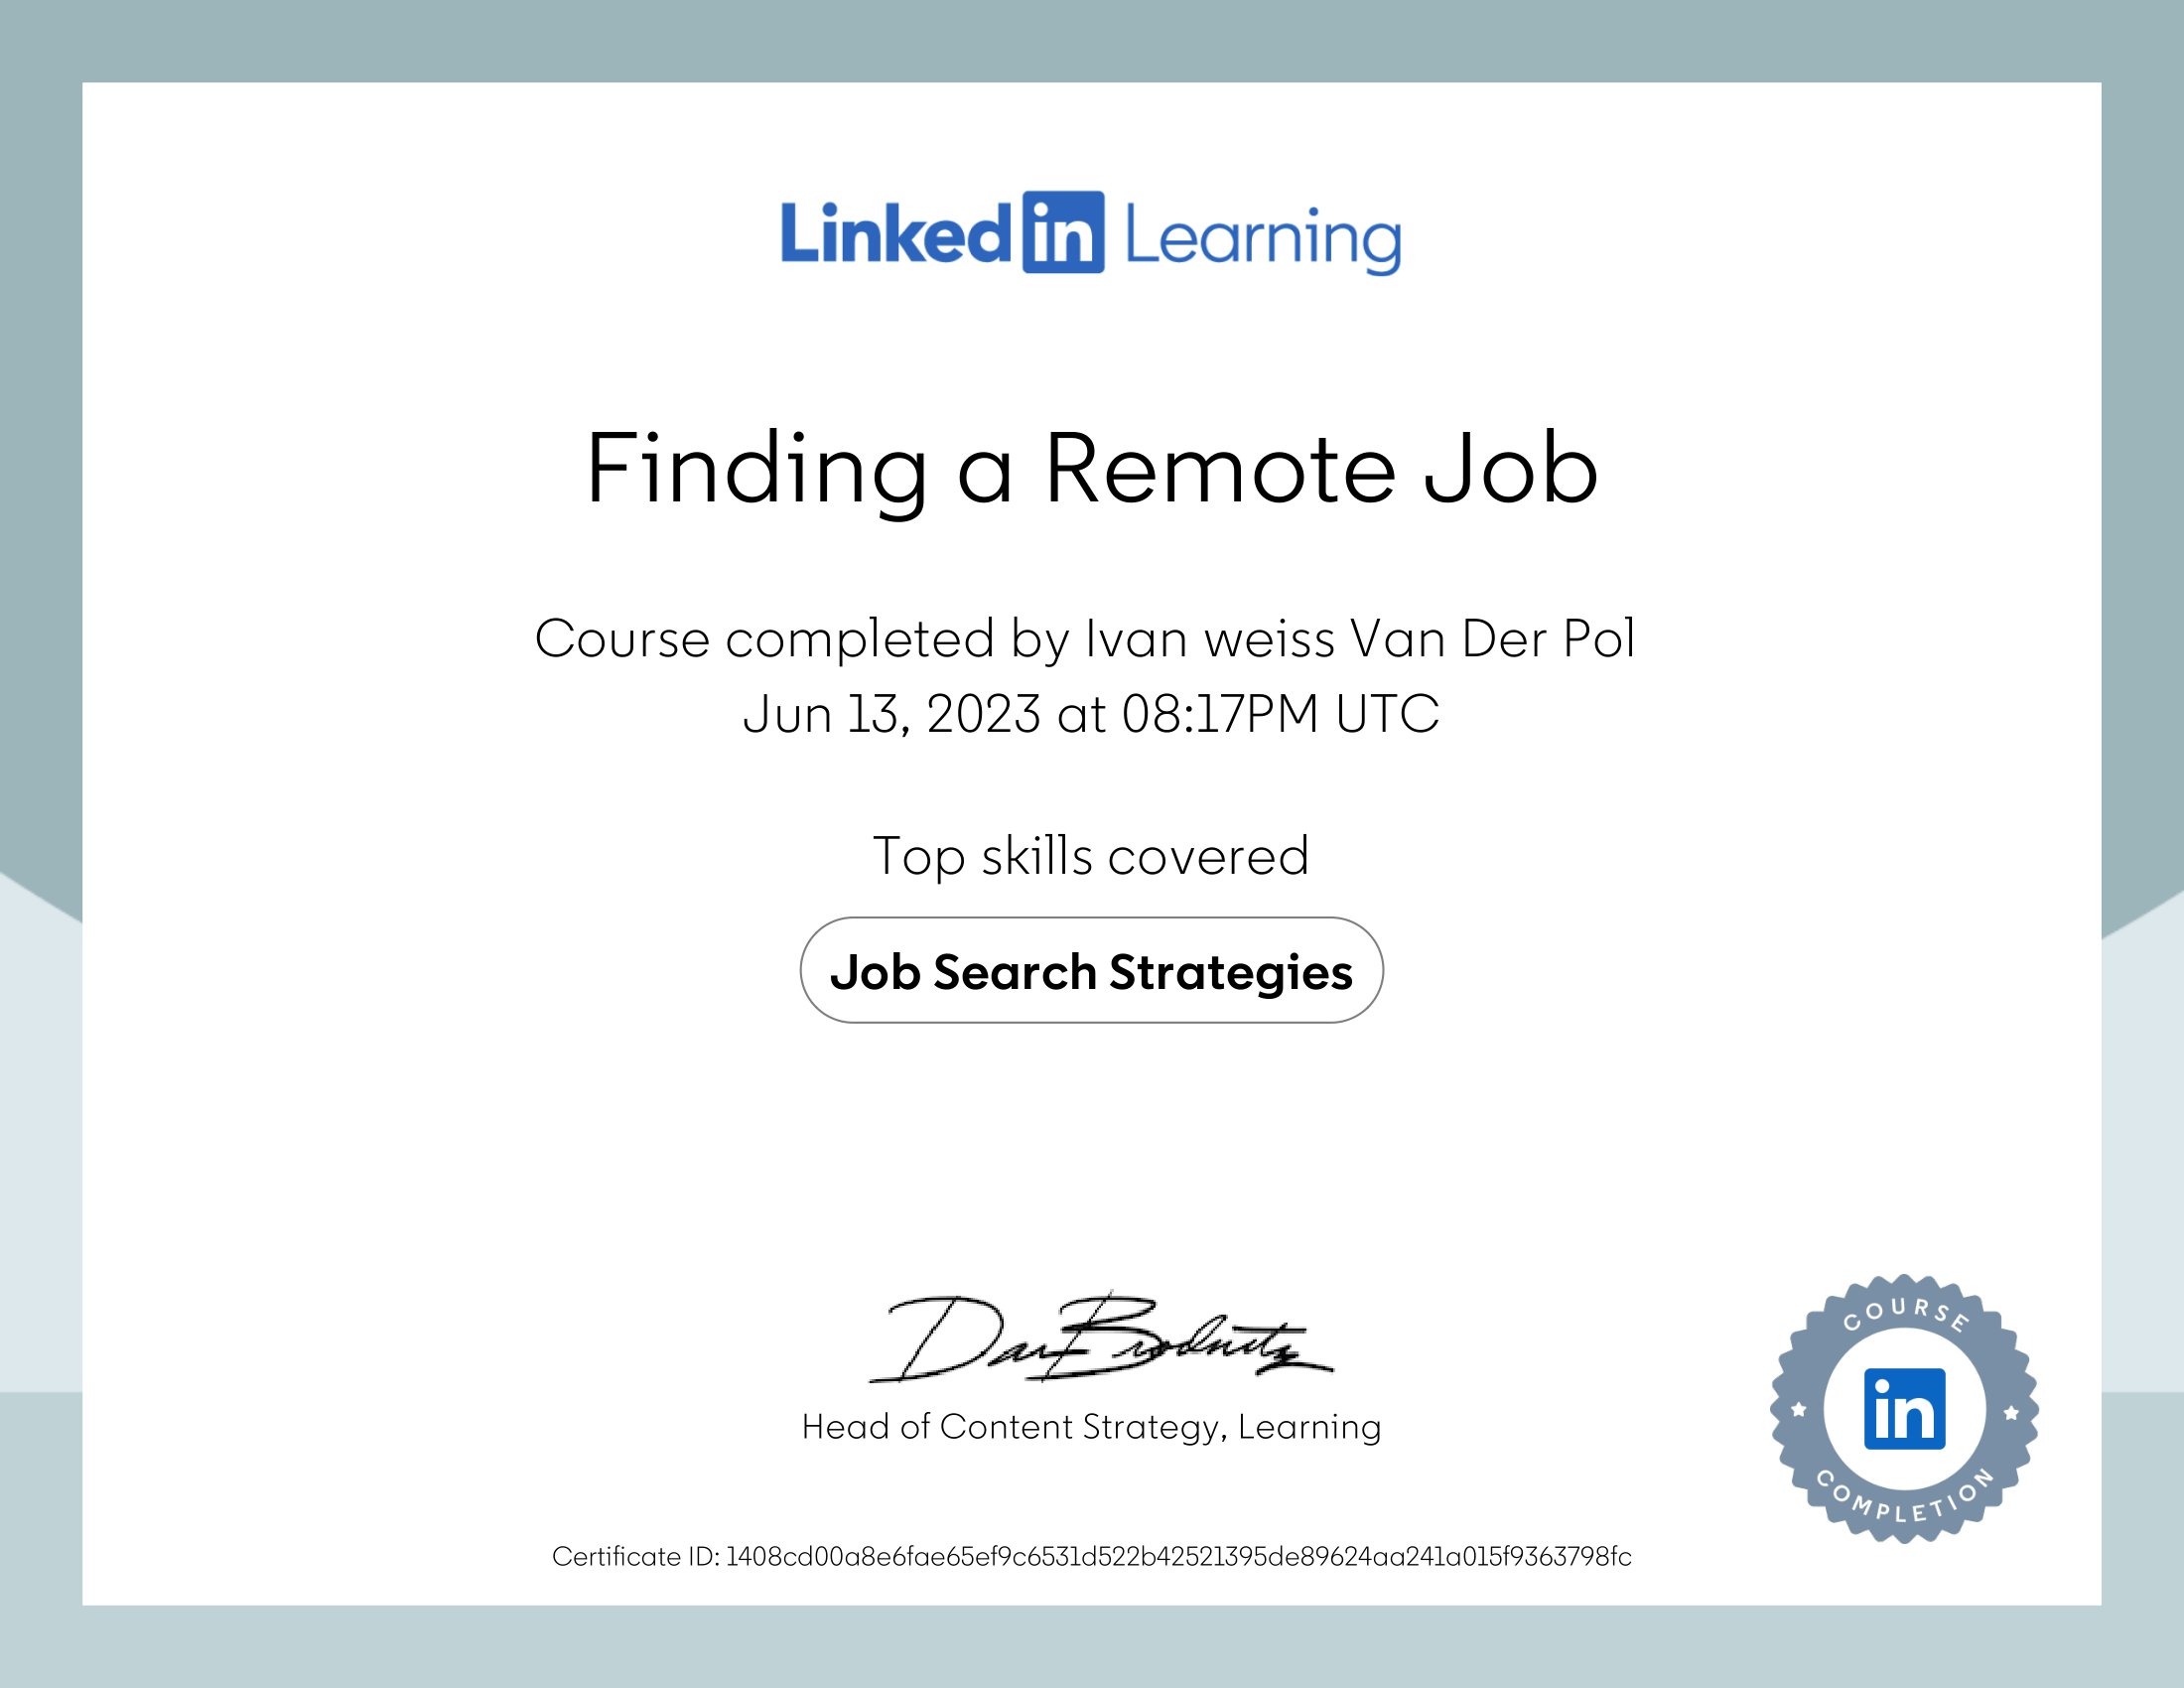 Linked in Learning
Finding a Remote Job
Course completed by Ivan weiss Van Der Pol
Jun 13, 2023 at 08:17PM UTC
Top skills covered
Job Search Strategies
Dan Brodnitz
Head of Content Strategy, Learning
COURSE
in
COMPLETION
Certificate ID: 1408cd00a8e6fae65ef9c6531d522b42521395de89624aa241a015f9363798fc